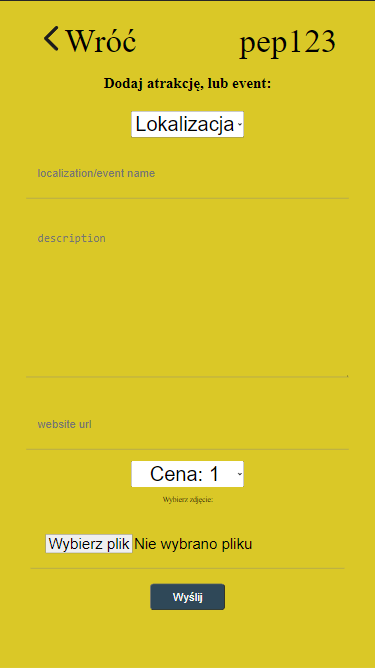 Wróć pep123
Dodaj atrakcję, lub event:
Lokalizacja
localization/event name
description
website url
Cena: 1
Wybierz zdjęcie:
Wybierz plik Nie wybrano pliku
Wyślij